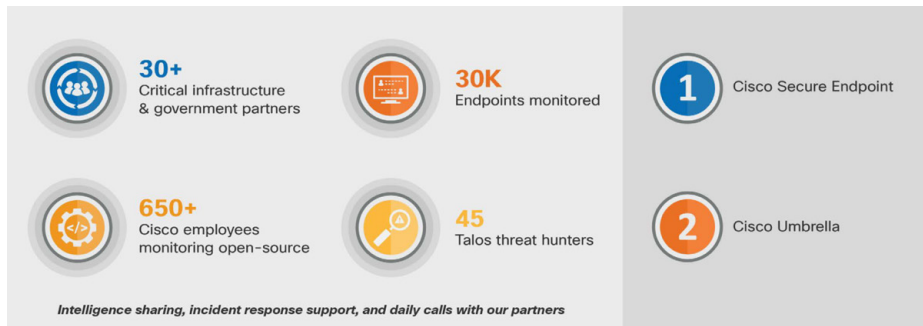 30+
Critical infrastructure
& government partners
30K
Endpoints monitored
650+
Cisco employees
monitoring open-source
45
Talos threat hunters
Intelligence sharing, incident response support, and daily calls with our partners
1
Cisco Secure Endpoint
2
Cisco Umbrella